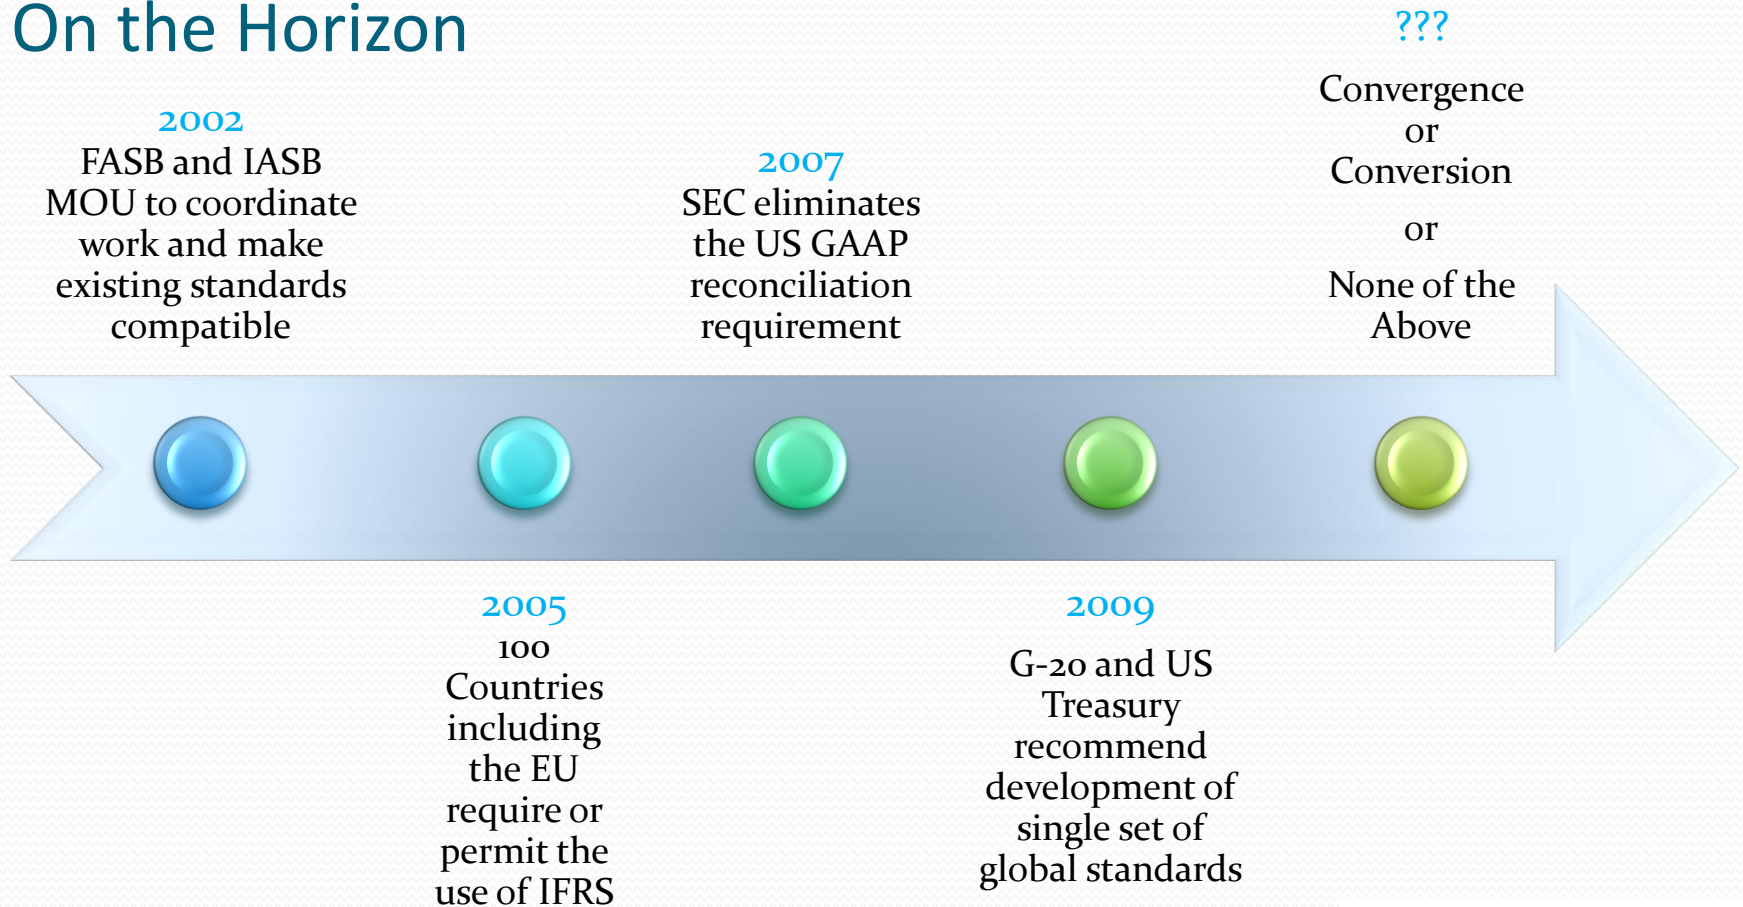 On the Horizon
2002
FASB and IASB
MOU to coordinate
work and make
existing standards
compatible
2005
100
Countries
including
the EU
require or
permit the
use of IFRS
2007
SEC eliminates
the US GAAP
reconciliation
requirement
2009
G-20 and US
Treasury
recommend
development of
single set of
global standards
???
Convergence
or
Conversion
or
None of the
Above